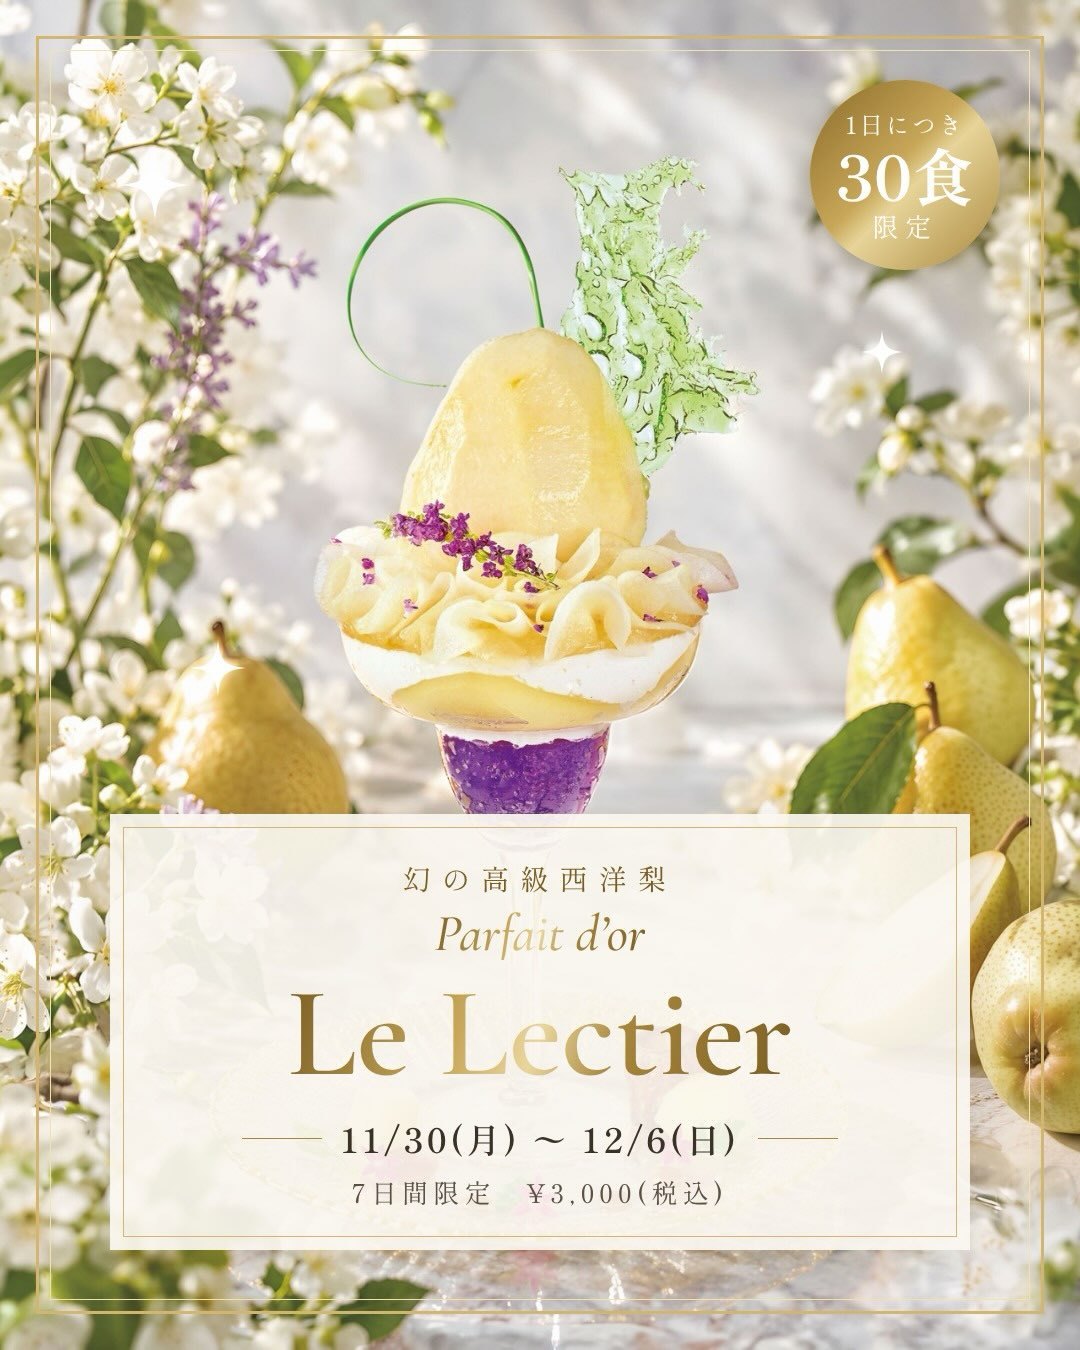 1日につき
30食
限定
幻の高級西洋梨
Parfait d'or
Le Lectier
11/30(月) ～ 12/6(日)
7日間限定　¥3,000(税込)